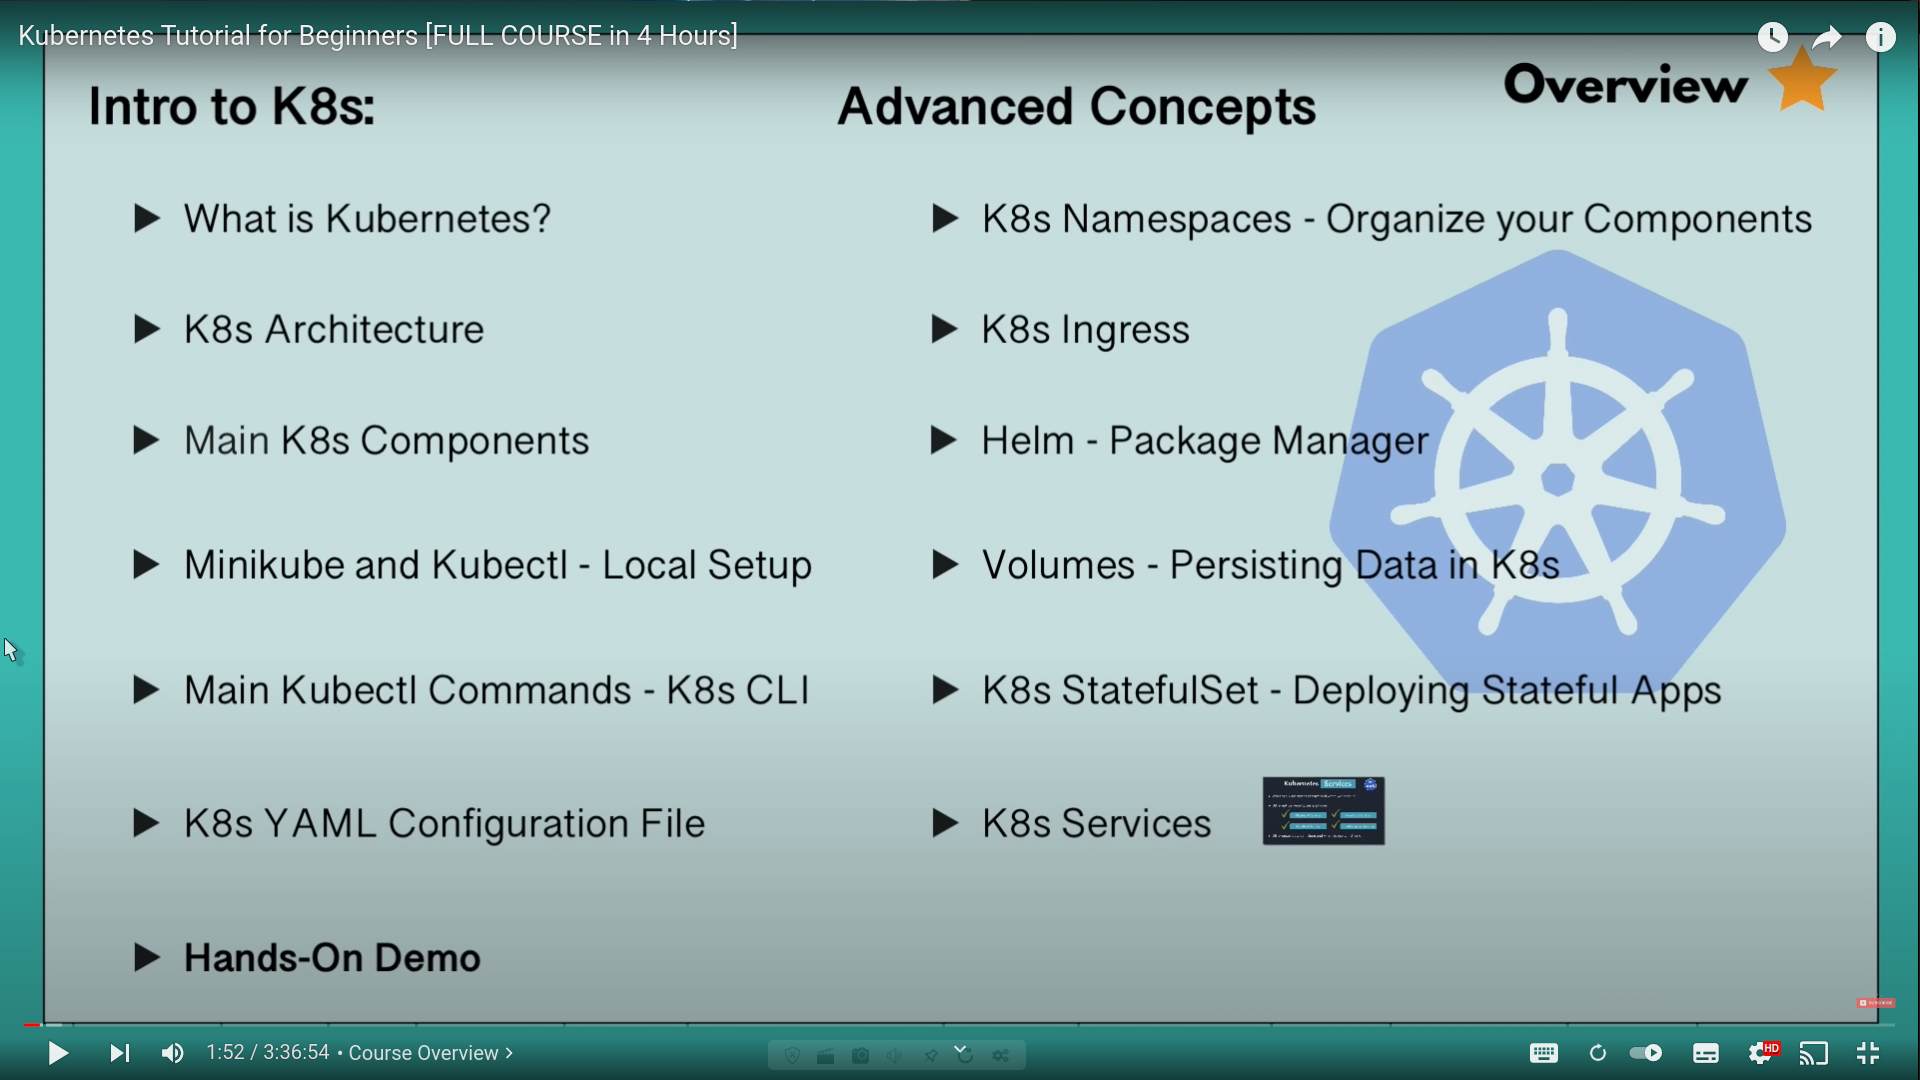 Kubernetes Tutorial for Beginners [FULL COURSE in 4 Hours]
Overview
Intro to K8s:
What is Kubernetes?
K8s Architecture
Main K8s Components
Minikube and Kubectl - Local Setup
Main Kubectl Commands - K8s CLI
K8s YAML Configuration File
Hands-On Demo
Advanced Concepts
K8s Namespaces - Organize your Components
K8s Ingress
Helm - Package Manager
Volumes - Persisting Data in K8s
K8s StatefulSet - Deploying Stateful Apps
K8s Services
Kubernetes Services
1:52 / 3:36:54 • Course Overview
HD